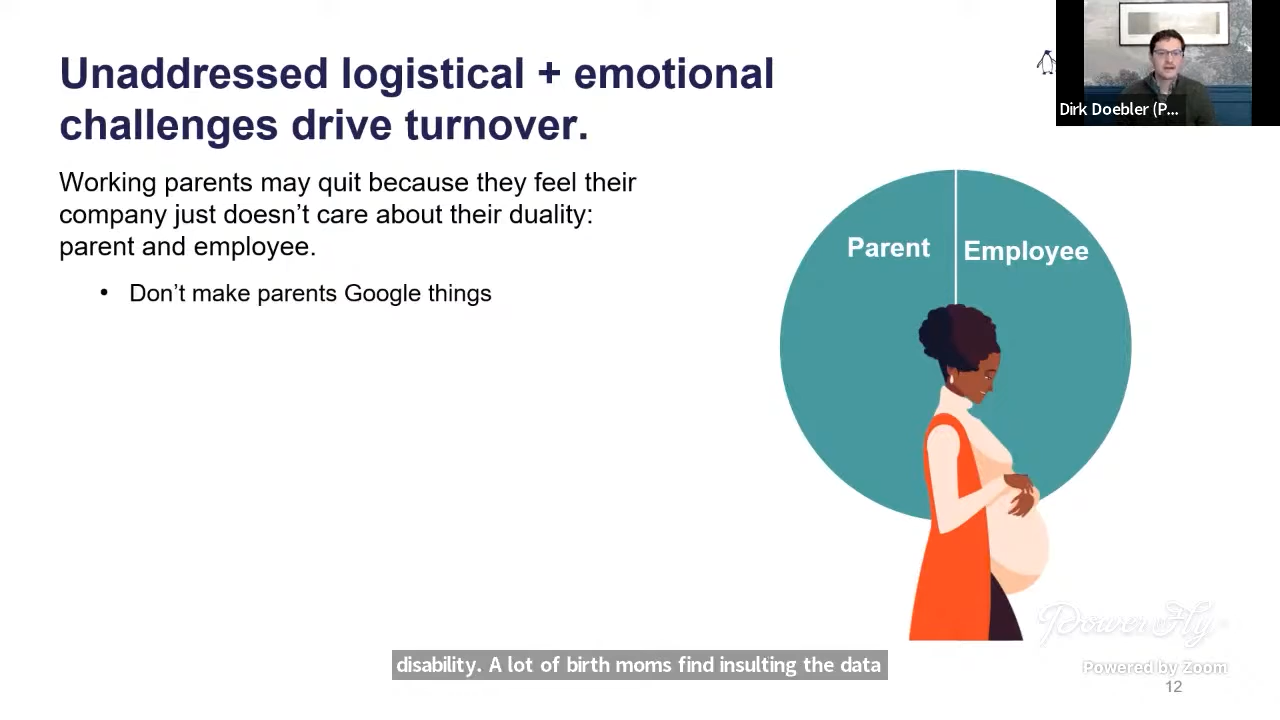 Unaddressed logistical + emotional
challenges drive turnover.
Dirk Doebler (P...
Working parents may quit because they feel their
company just doesn’t care about their duality:
parent and employee.
• Don’t make parents Google things
Parent
Employee
PowerToFly
disability. A lot of birth moms find insulting the data
Powered by Zoom
12